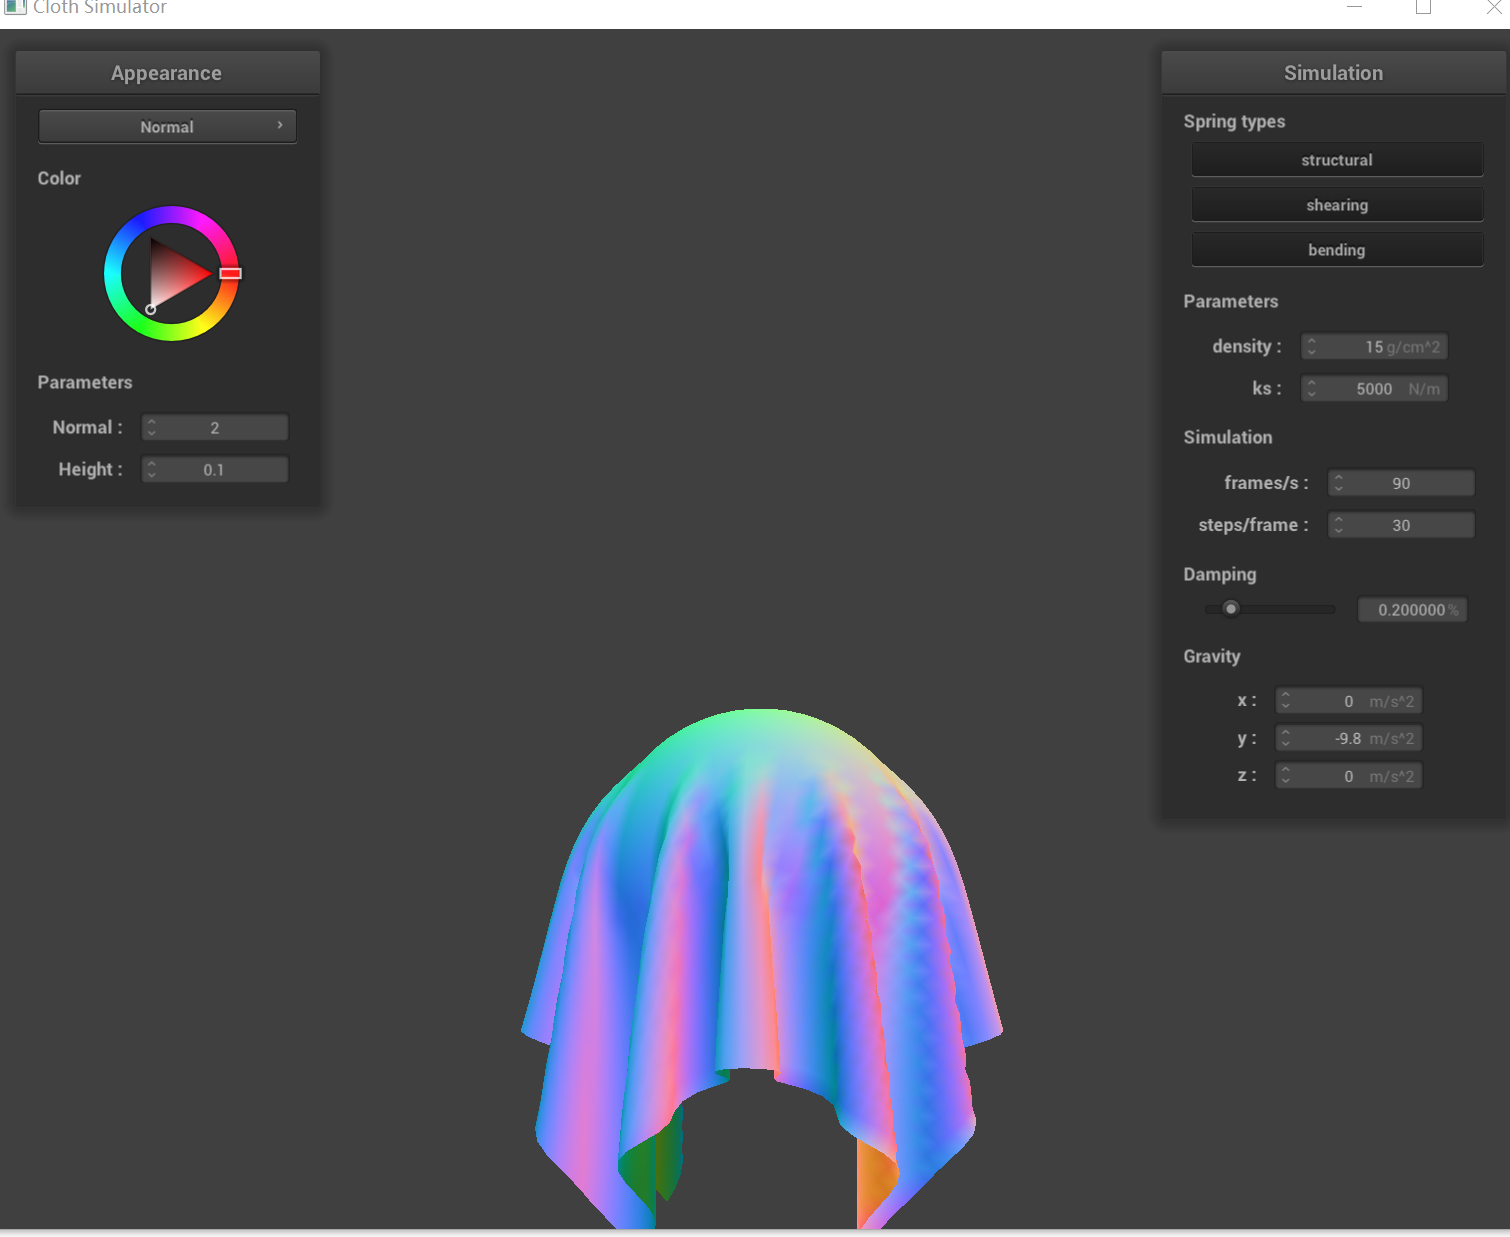 Cloth Simulator
Appearance
Normal
Color
Parameters
Normal : 2
Height : 0.1
Simulation
Spring types
structural
shearing
bending
Parameters
density : 15 g/cm^2
ks : 5000 N/m
Simulation
frames/s : 90
steps/frame : 30
Damping
0.200000 %
Gravity
x : 0 m/s^2
y : -9.8 m/s^2
z : 0 m/s^2